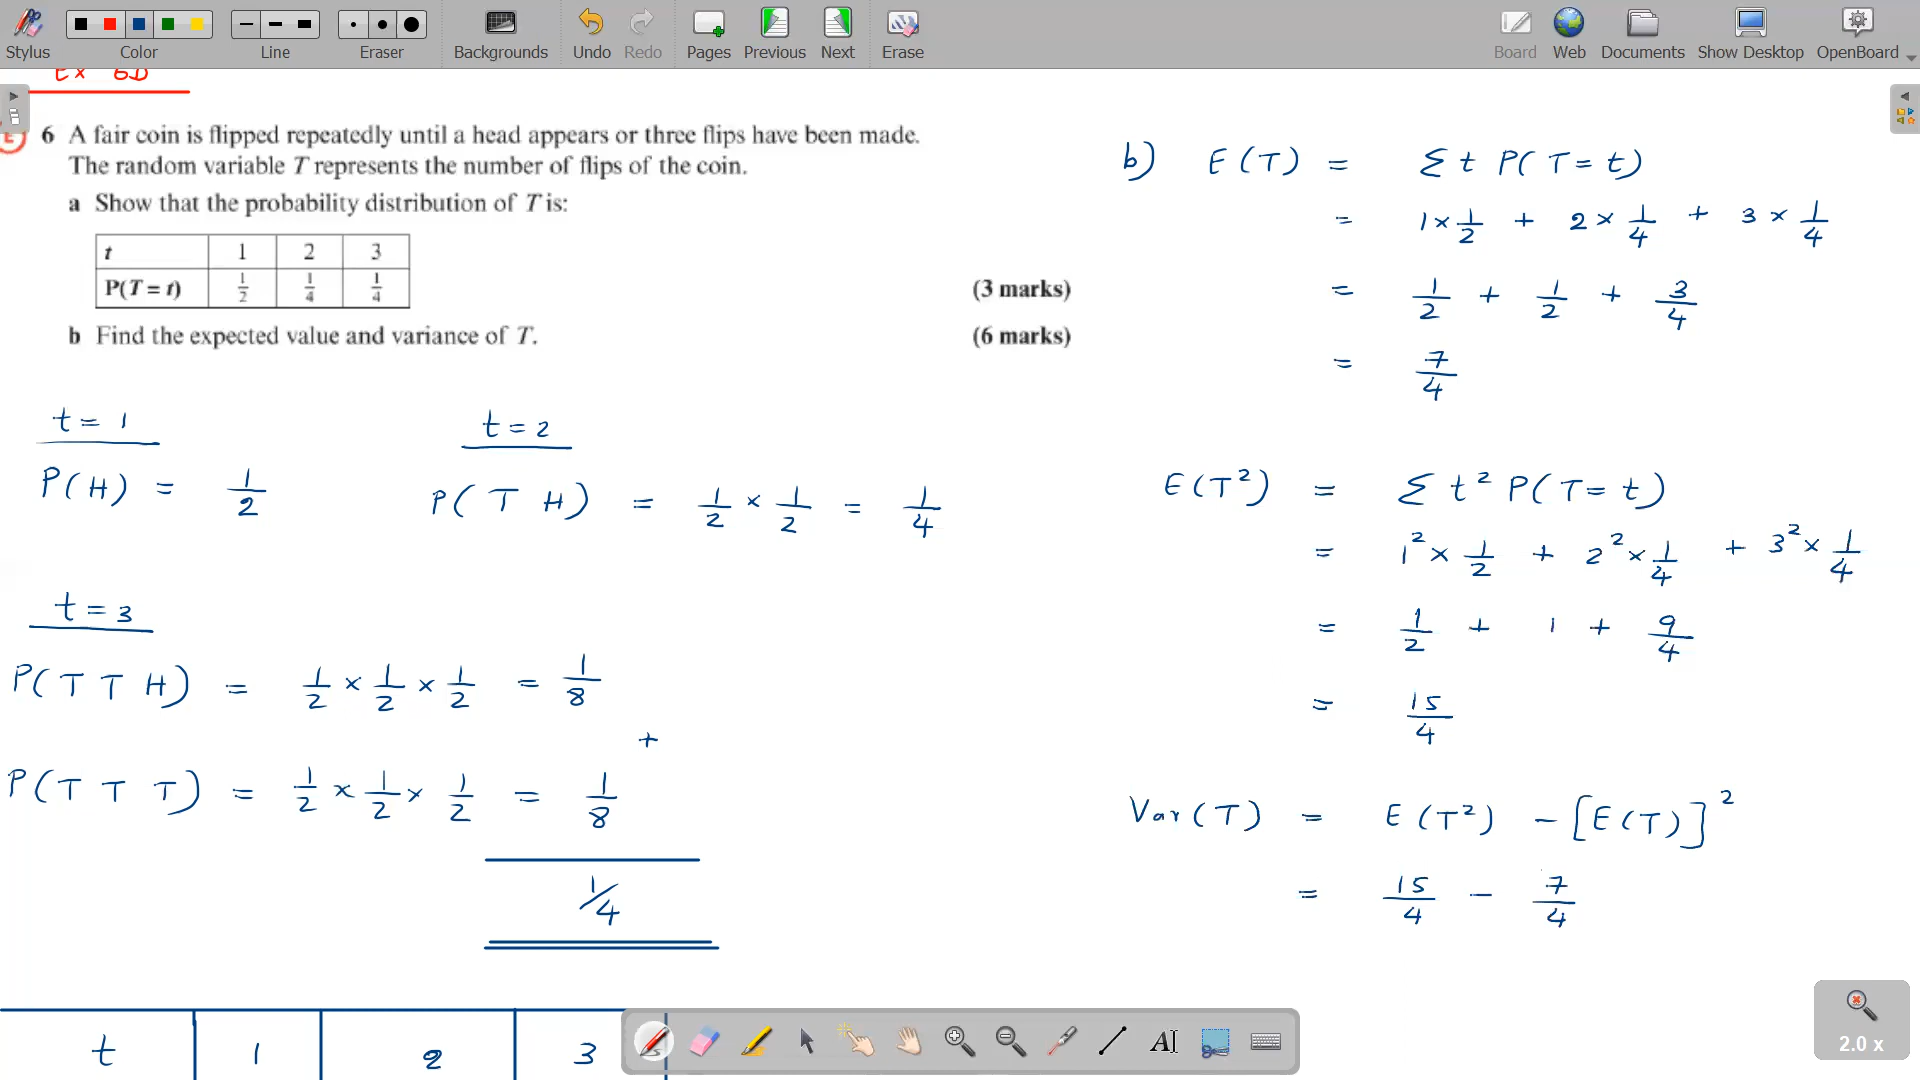 Stylus Color Line Eraser Backgrounds Undo Redo Pages Previous Next Erase Board Web Documents Show Desktop OpenBoard
Ex 6D
E 6 A fair coin is flipped repeatedly until a head appears or three flips have been made.
The random variable T represents the number of flips of the coin.
a Show that the probability distribution of T is:
t 1 2 3
P(T = t) 1/2 1/4 1/4
(3 marks)
b Find the expected value and variance of T. (6 marks)
t = 1
P(H) = 1/2
t = 2
P(T H) = 1/2 × 1/2 = 1/4
t = 3
P(T T H) = 1/2 × 1/2 × 1/2 = 1/8
+
P(T T T) = 1/2 × 1/2 × 1/2 = 1/8
1/4
t 1 2 3
b) E(T) = Σ t P(T = t)
= 1 × 1/2 + 2 × 1/4 + 3 × 1/4
= 1/2 + 1/2 + 3/4
= 7/4
E(T²) = Σ t² P(T = t)
= 1² × 1/2 + 2² × 1/4 + 3² × 1/4
= 1/2 + 1 + 9/4
= 15/4
Var(T) = E(T²) − [E(T)]²
= 15/4 − 7/4
2.0 x